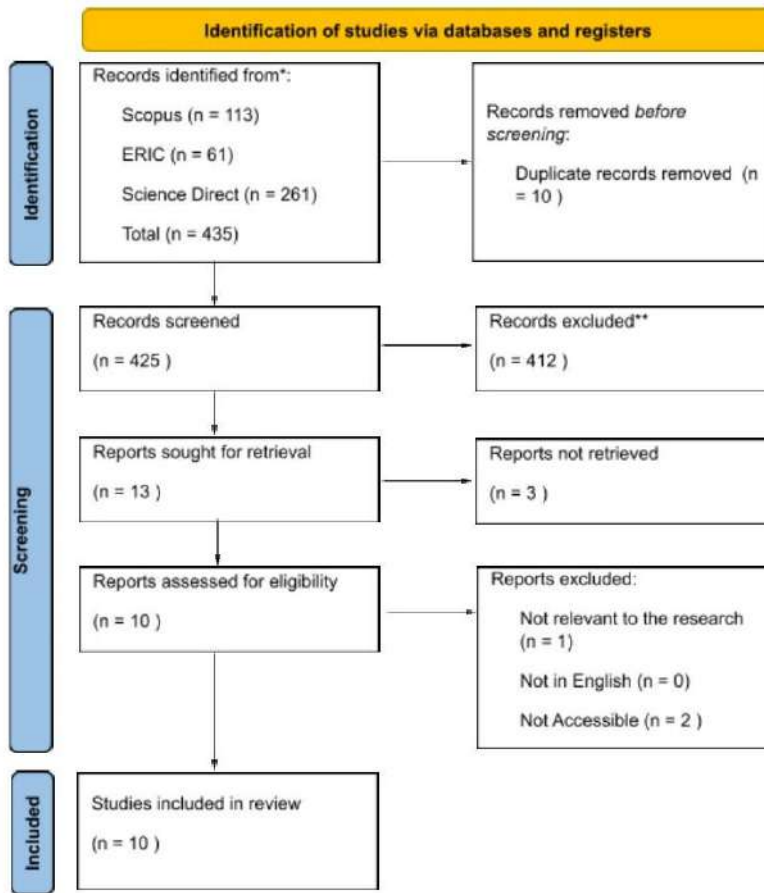 Identification of studies via databases and registers
Identification
Records identified from*:
Scopus (n = 113)
ERIC (n = 61)
Science Direct (n = 261)
Total (n = 435)
Records removed before
screening:
Duplicate records removed (n
= 10 )
Screening
Records screened
(n = 425 )
Records excluded**
(n = 412 )
Reports sought for retrieval
(n = 13 )
Reports not retrieved
(n = 3 )
Reports assessed for eligibility
(n = 10 )
Reports excluded:
Not relevant to the research
(n = 1)
Not in English (n = 0)
Not Accessible (n = 2 )
Included
Studies included in review
(n = 10 )